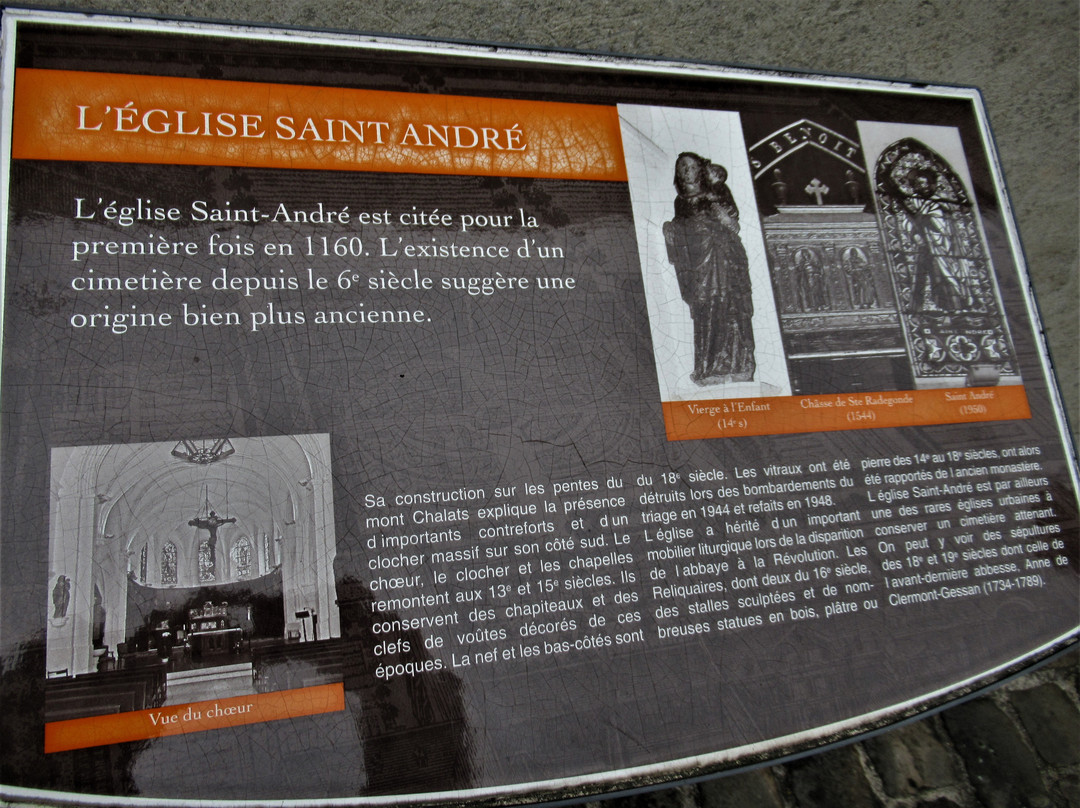 L'ÉGLISE SAINT ANDRÉ
L'église Saint-André est citée pour la
première fois en 1160. L'existence d'un
cimetière depuis le 6e siècle suggère une
origine bien plus ancienne.
S BENOIT
Vierge à l'Enfant
(14e s)
Châsse de Ste Radegonde
(1544)
Saint André
(1950)
Vue du chœur
Sa construction sur les pentes du
mont Chalats explique la présence
d'importants contreforts et d'un
clocher massif sur son côté sud. Le
chœur, le clocher et les chapelles
remontent aux 13e et 15e siècles. Ils
conservent des chapiteaux et des
clefs de voûtes décorés de ces
époques. La nef et les bas-côtés sont
du 18e siècle. Les vitraux ont été
détruits lors des bombardements du
triage en 1944 et refaits en 1948.
L'église a hérité d'un important
mobilier liturgique lors de la disparition
de l'abbaye à la Révolution. Les
Reliquaires, dont deux du 16e siècle,
des stalles sculptées et de nom-
breuses statues en bois, plâtre ou
pierre des 14e au 18e siècles, ont alors
été rapportés de l'ancien monastère.
L'église Saint-André est par ailleurs
une des rares églises urbaines à
conserver un cimetière attenant.
On peut y voir des sépultures
des 18e et 19e siècles dont celle de
l'avant-dernière abbesse, Anne de
Clermont-Gessan (1734-1789).